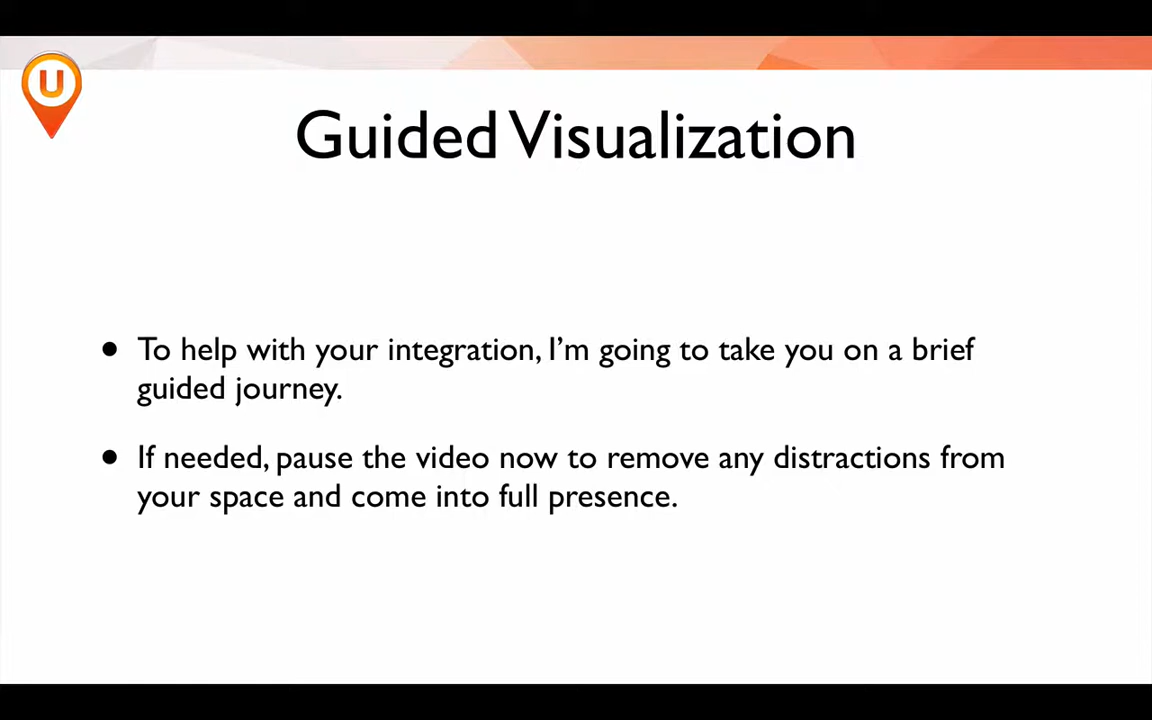 U
Guided Visualization
• To help with your integration, I'm going to take you on a brief
guided journey.
• If needed, pause the video now to remove any distractions from
your space and come into full presence.